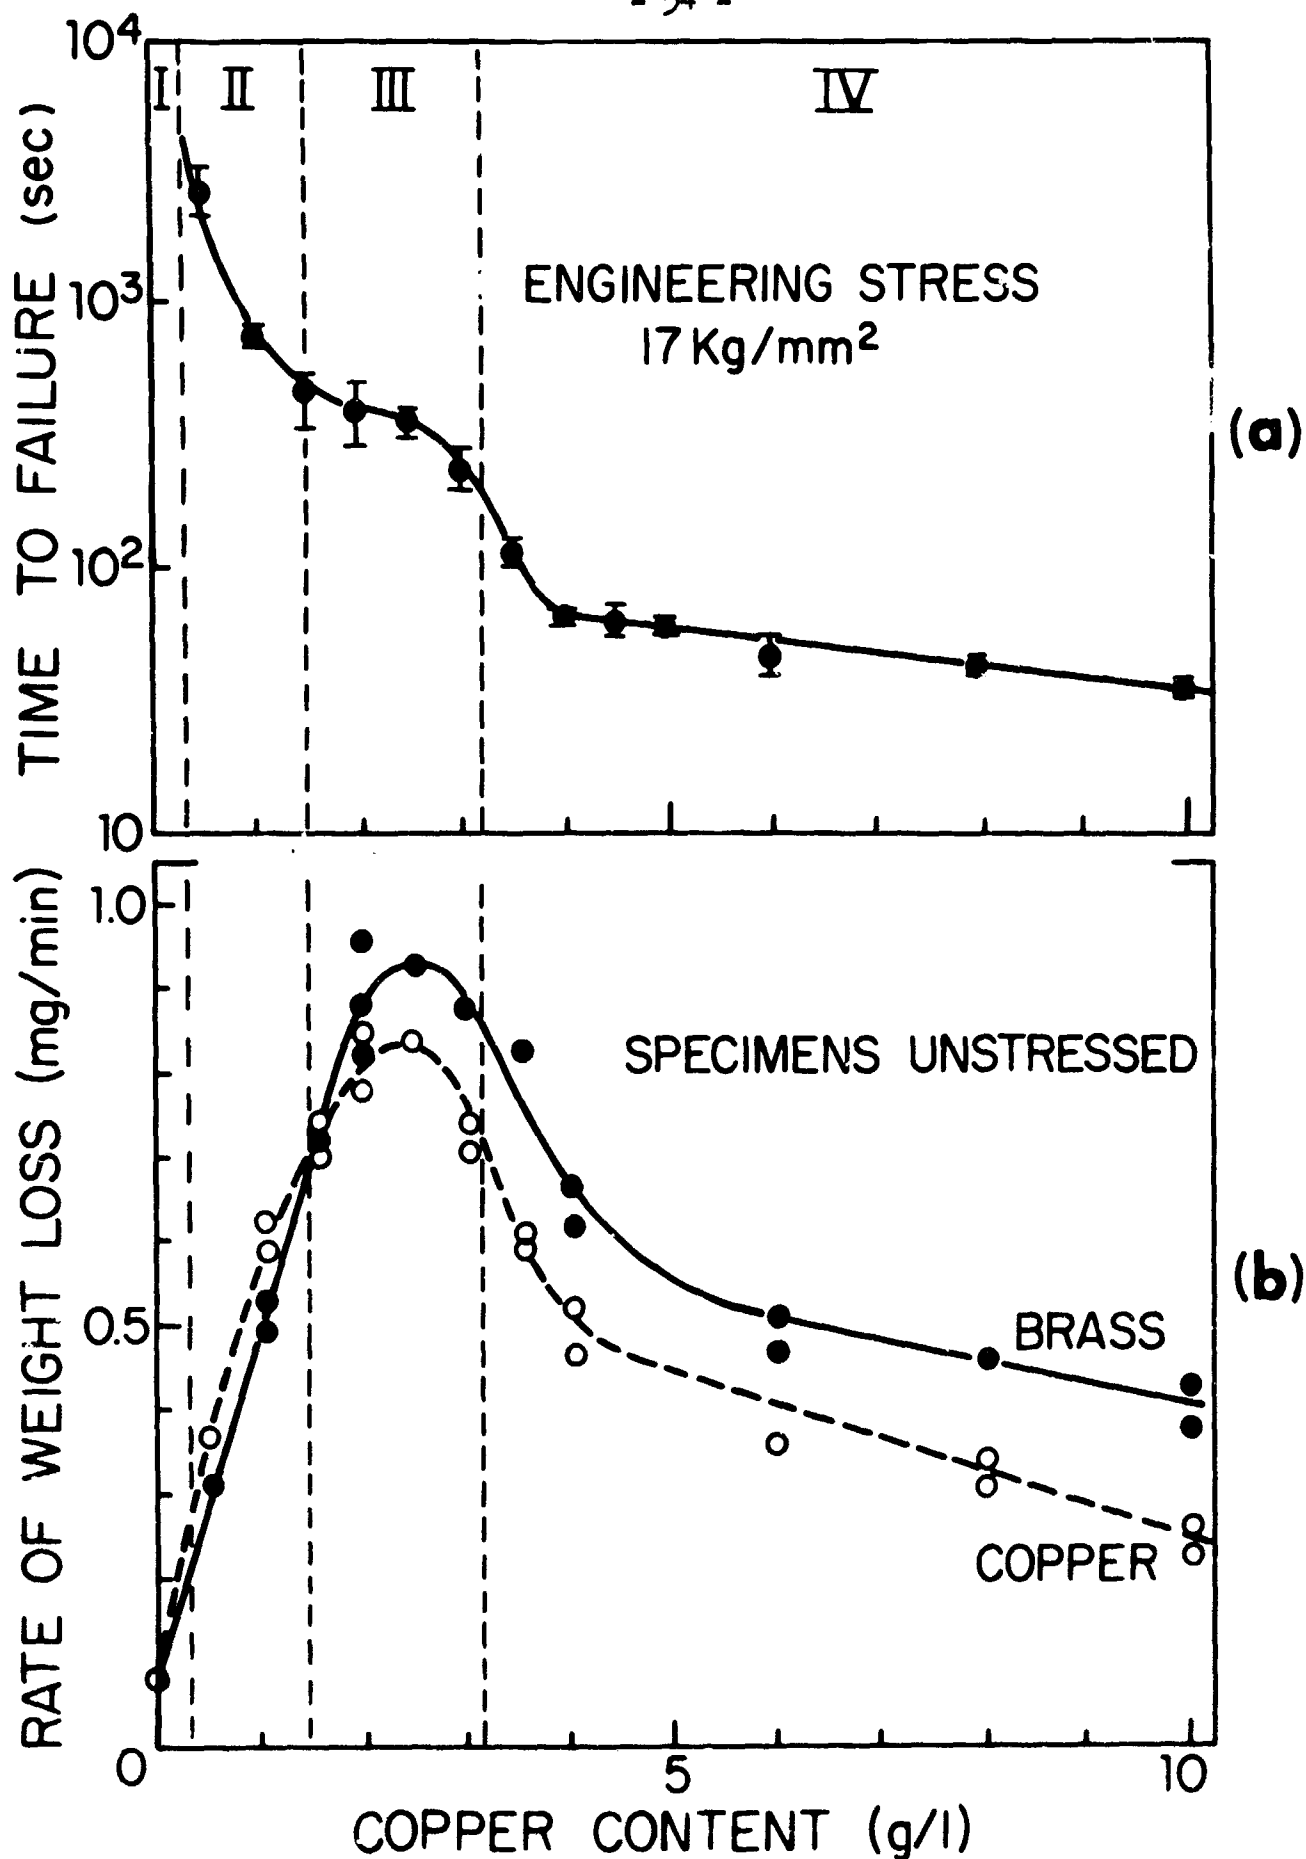 10⁴
I II III IV
10³
10²
10
TIME TO FAILURE (sec)
ENGINEERING STRESS
17 Kg/mm²
(a)
1.0
0.5
0
RATE OF WEIGHT LOSS (mg/min)
SPECIMENS UNSTRESSED
BRASS
COPPER
(b)
5 10
COPPER CONTENT (g/l)